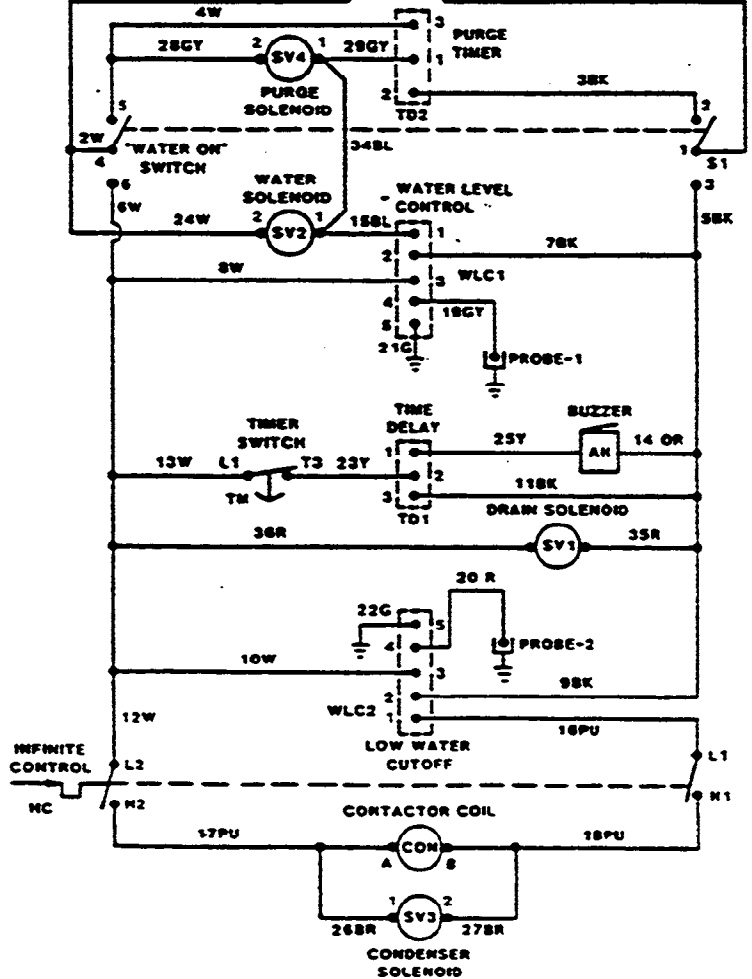 4W
3
28GY
2
SV4
1
29GY
1
PURGE
TIMER
PURGE
SOLENOID
2
TD2
3BK
5
2
2W
4
"WATER ON"
SWITCH
34BL
1
S1
6
3
WATER
SOLENOID
WATER LEVEL
CONTROL
6W
24W
2
SV2
1
15BL
1
5BK
2
7BK
8W
3
WLC1
4
19GY
5
21G
PROBE-1
TIMER
SWITCH
TIME
DELAY
BUZZER
1
25Y
AH
14 OR
13W
L1
T3
23Y
2
TM
3
11BK
TD1
DRAIN SOLENOID
36R
SV1
35R
20 R
22G
5
4
PROBE-2
10W
3
2
9BK
WLC2
1
16PU
12W
LOW WATER
CUTOFF
INFINITE
CONTROL
L2
L1
NC
H2
H1
CONTACTOR COIL
17PU
CON
18PU
A
B
1
SV3
2
26BR
27BR
CONDENSER
SOLENOID